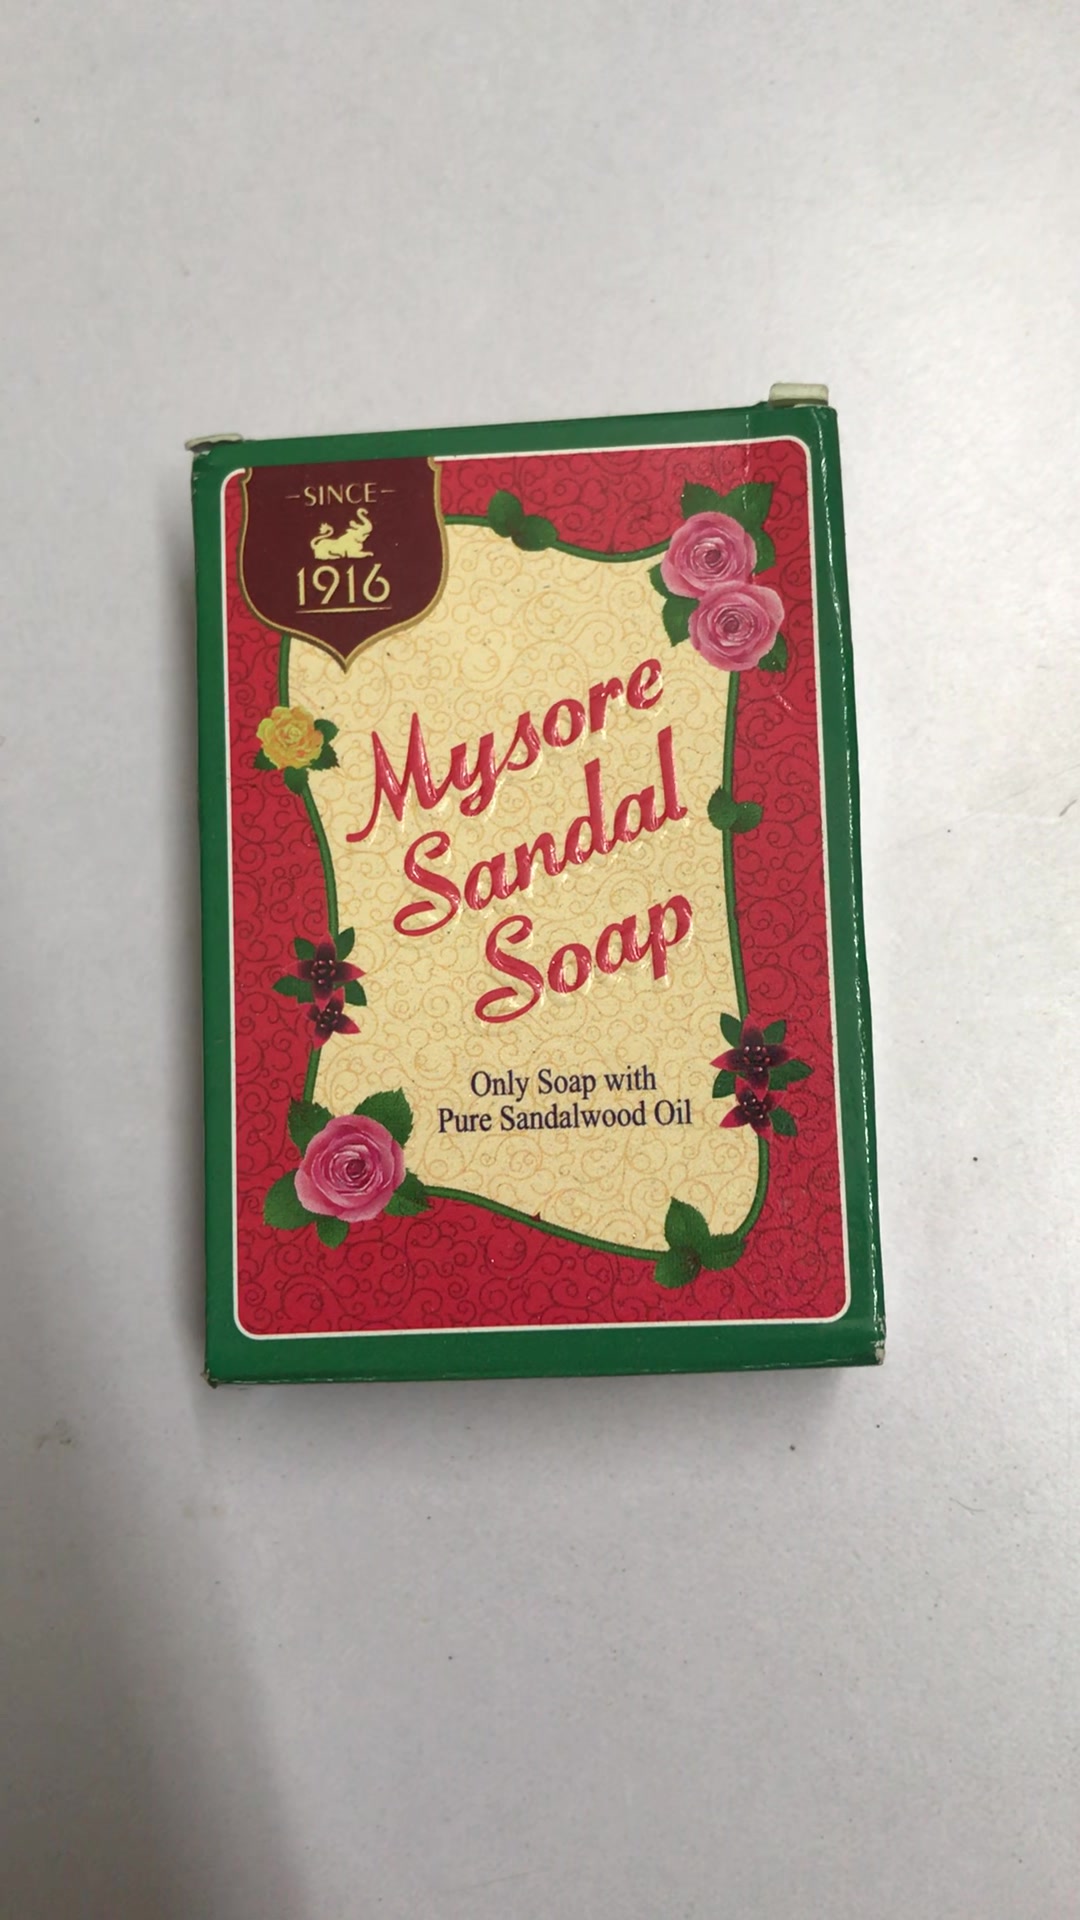 -SINCE-
1916
Mysore
Sandal
Soap
Only Soap with
Pure Sandalwood Oil